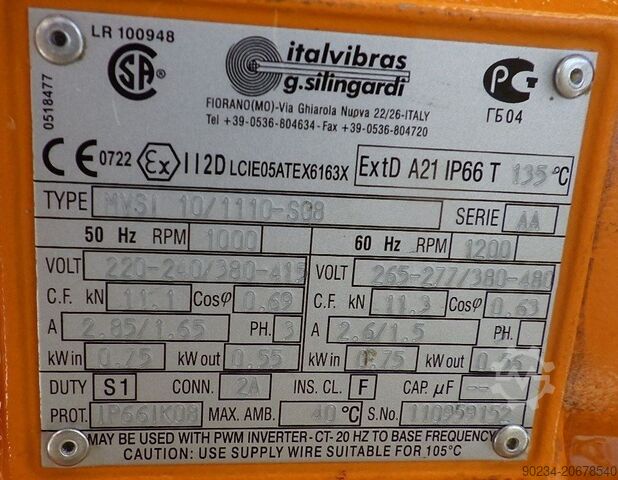 LR 100948
italvibras
g.silingardi
FIORANO(MO)-Via Ghiarola Nuova 22/26-ITALY
Tel +39-0536-804634-Fax +39-0536-804720
ГБ04
0518477
CE 0722 Ex II2D LCIE05ATEX6163X ExtD A21 IP66 T 135 °C
TYPE MVSI 10/1110-S08 SERIE AA
50 Hz RPM 1000 60 Hz RPM 1200
VOLT 220-240/380-415 VOLT 265-277/380-480
C.F. kN 11.1 Cosφ 0.69 C.F. kN 11.3 Cosφ 0.63
A 2.85/1.65 PH. 3 A 2.6/1.5 PH.
kW in 0.75 kW out 0.55 kW in 0.75 kW out
DUTY S1 CONN. 2A INS. CL. F CAP. µF --
PROT. IP66IK08 MAX. AMB. 40 °C S.No. 110959152
MAY BE USED WITH PWM INVERTER -CT- 20 HZ TO BASE FREQUENCY
CAUTION: USE SUPPLY WIRE SUITABLE FOR 105°C
90234-20678540